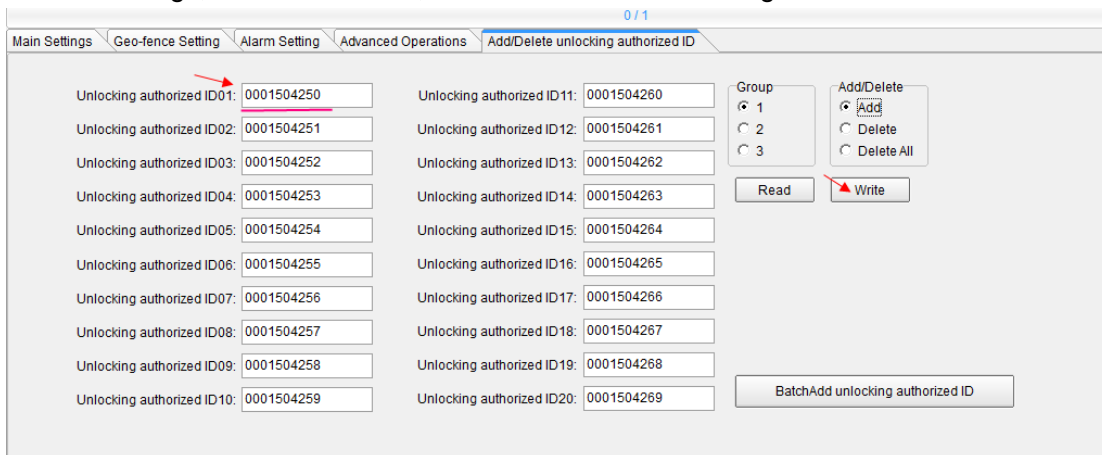 0 / 1
Main Settings Geo-fence Setting Alarm Setting Advanced Operations Add/Delete unlocking authorized ID
Unlocking authorized ID01: 0001504250 Unlocking authorized ID11: 0001504260 Group Add/Delete
1 Add
Unlocking authorized ID02: 0001504251 Unlocking authorized ID12: 0001504261 2 Delete
Unlocking authorized ID03: 0001504252 Unlocking authorized ID13: 0001504262 3 Delete All
Unlocking authorized ID04: 0001504253 Unlocking authorized ID14: 0001504263 Read Write
Unlocking authorized ID05: 0001504254 Unlocking authorized ID15: 0001504264
Unlocking authorized ID06: 0001504255 Unlocking authorized ID16: 0001504265
Unlocking authorized ID07: 0001504256 Unlocking authorized ID17: 0001504266
Unlocking authorized ID08: 0001504257 Unlocking authorized ID18: 0001504267
Unlocking authorized ID09: 0001504258 Unlocking authorized ID19: 0001504268
Unlocking authorized ID10: 0001504259 Unlocking authorized ID20: 0001504269 BatchAdd unlocking authorized ID